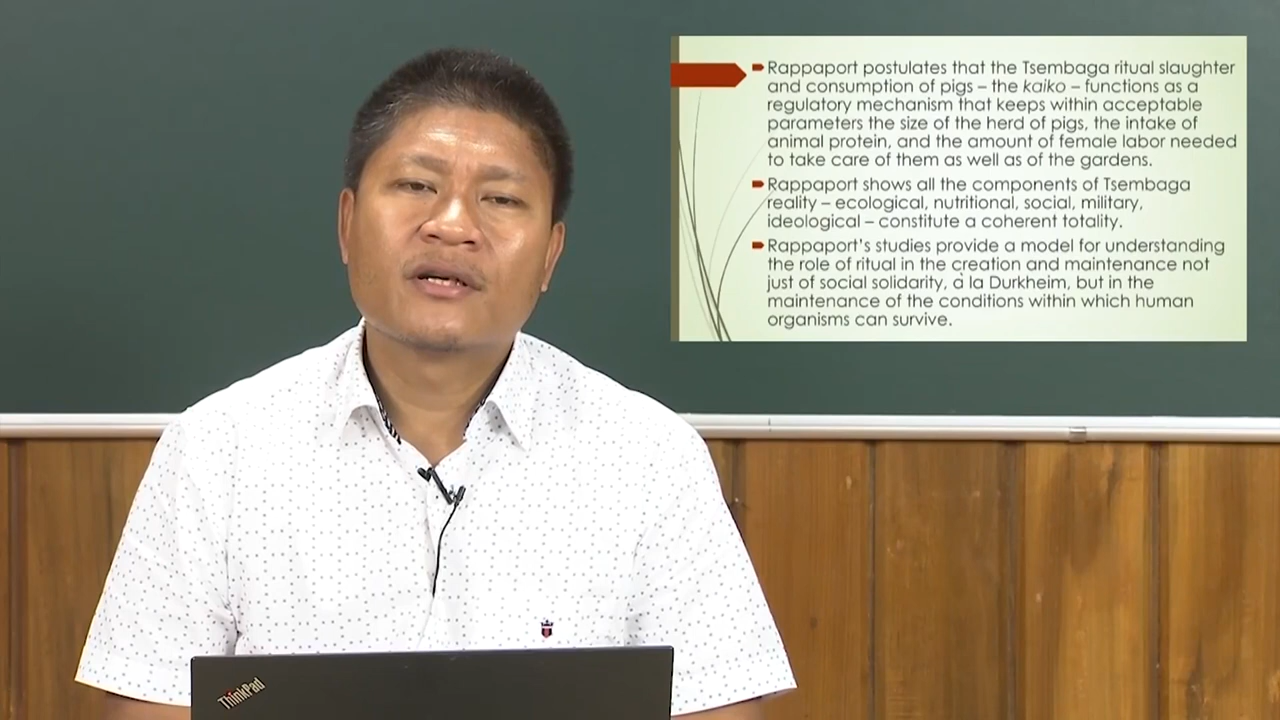 Rappaport postulates that the Tsembaga ritual slaughter
and consumption of pigs – the kaiko – functions as a
regulatory mechanism that keeps within acceptable
parameters the size of the herd of pigs, the intake of
animal protein, and the amount of female labor needed
to take care of them as well as of the gardens.
Rappaport shows all the components of Tsembaga
reality – ecological, nutritional, social, military,
ideological – constitute a coherent totality.
Rappaport's studies provide a model for understanding
the role of ritual in the creation and maintenance not
just of social solidarity, à la Durkheim, but in the
maintenance of the conditions within which human
organisms can survive.
ThinkPad